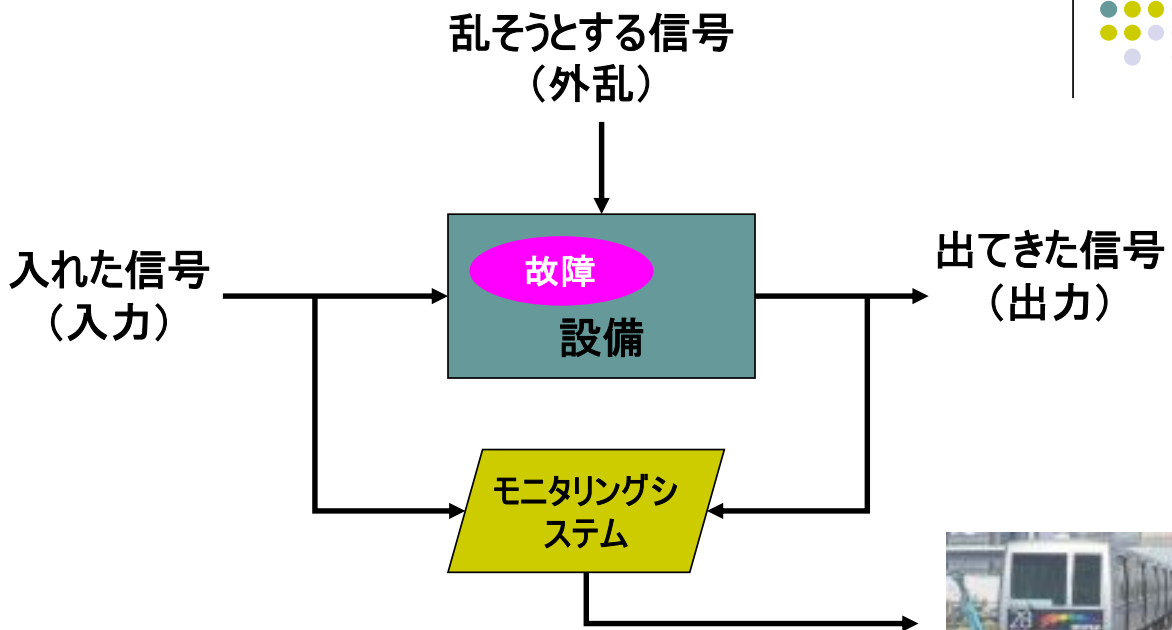 乱そうとする信号
（外乱）
入れた信号
（入力）
故障
設備
出てきた信号
（出力）
モニタリングシ
ステム
28